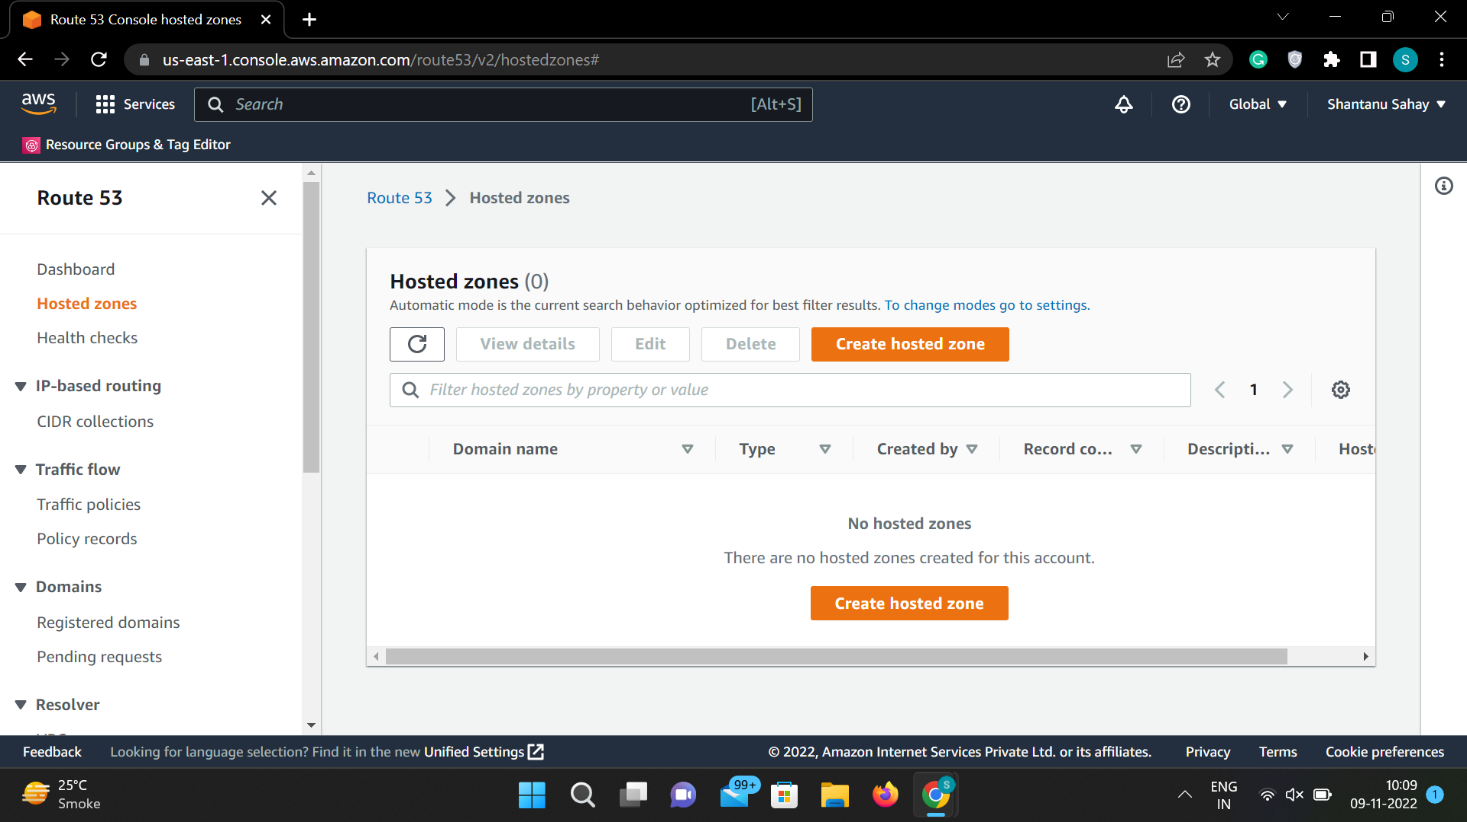 Route 53 Console hosted zones
us-east-1.console.aws.amazon.com/route53/v2/hostedzones#
G
S
aws
Services
Search
[Alt+S]
Global
Shantanu Sahay
Resource Groups & Tag Editor
Route 53
Dashboard
Hosted zones
Health checks
IP-based routing
CIDR collections
Traffic flow
Traffic policies
Policy records
Domains
Registered domains
Pending requests
Resolver
Route 53 > Hosted zones
Hosted zones (0)
Automatic mode is the current search behavior optimized for best filter results. To change modes go to settings.
View details
Edit
Delete
Create hosted zone
Filter hosted zones by property or value
1
Domain name
Type
Created by
Record co...
Descripti...
Host
No hosted zones
There are no hosted zones created for this account.
Create hosted zone
Feedback
Looking for language selection? Find it in the new Unified Settings
© 2022, Amazon Internet Services Private Ltd. or its affiliates.
Privacy
Terms
Cookie preferences
25°C
Smoke
99+
S
ENG
IN
10:09
09-11-2022
1